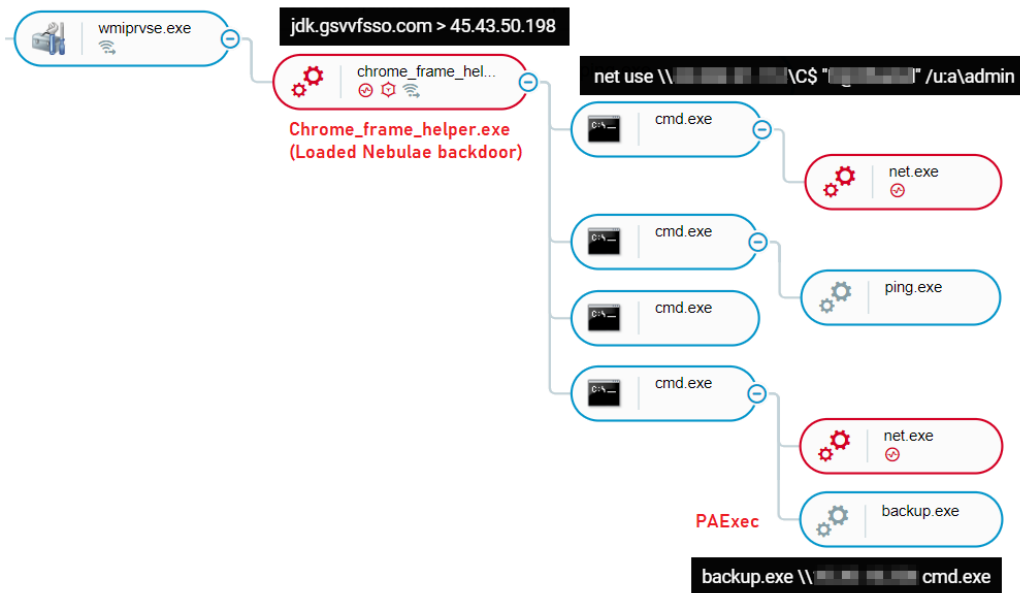 wmiprvse.exe
jdk.gsvvfsso.com > 45.43.50.198
chrome_frame_hel...
Chrome_frame_helper.exe
(Loaded Nebulae backdoor)
net use \\ \C$ " " /u:a\admin
cmd.exe
net.exe
cmd.exe
ping.exe
cmd.exe
cmd.exe
net.exe
PAExec
backup.exe
backup.exe \\ cmd.exe